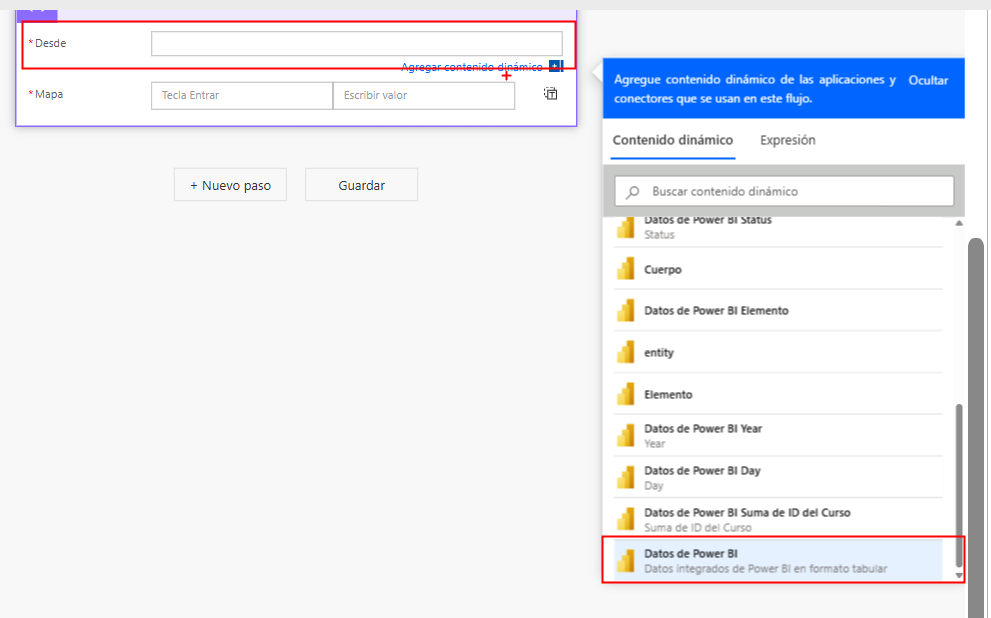 * Desde
Agregar contenido dinámico
* Mapa
Tecla Entrar
Escribir valor
+ Nuevo paso
Guardar
Agregue contenido dinámico de las aplicaciones y
conectores que se usan en este flujo.
Ocultar
Contenido dinámico
Expresión
Buscar contenido dinámico
Datos de Power BI Status
Status
Cuerpo
Datos de Power BI Elemento
entity
Elemento
Datos de Power BI Year
Year
Datos de Power BI Day
Day
Datos de Power BI Suma de ID del Curso
Suma de ID del Curso
Datos de Power BI
Datos integrados de Power BI en formato tabular